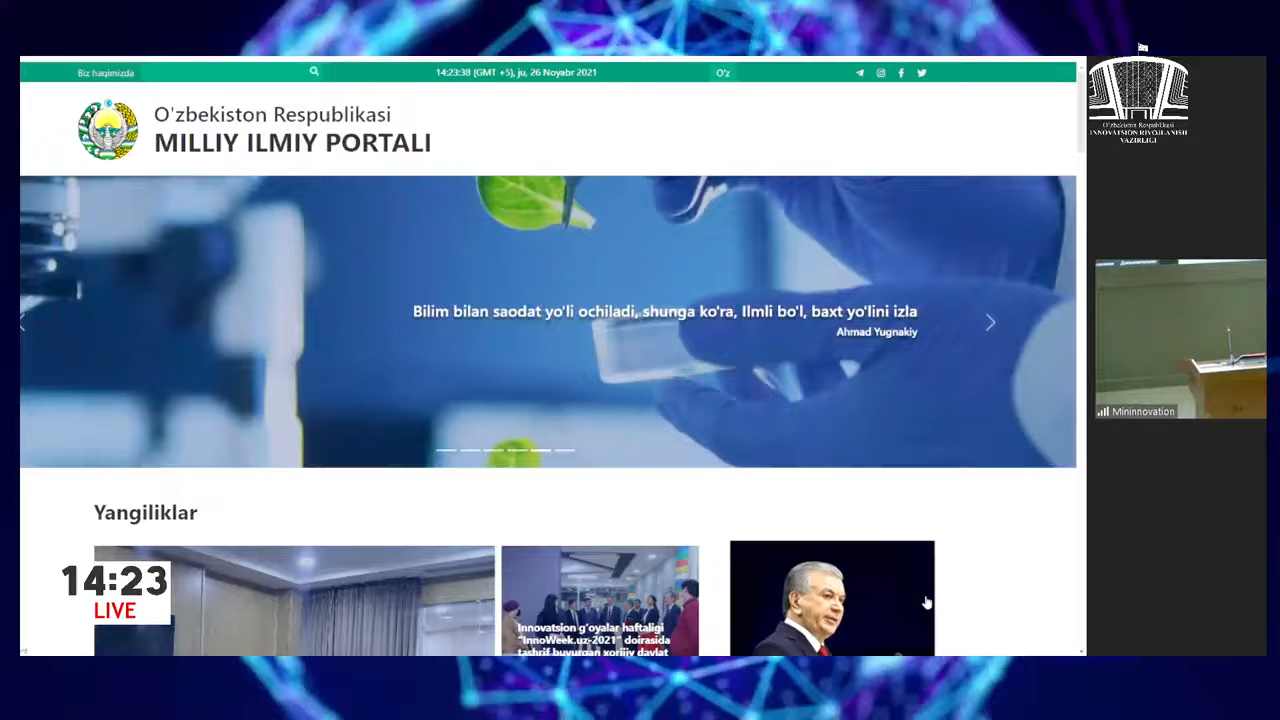 Biz haqimizda
14:23:38 (GMT +5), ju, 26 Noyabr 2021
O'z
O'zbekiston Respublikasi
MILLIY ILMIY PORTALI
O'zbekiston Respublikasi
INNOVATSION RIVOJLANISH
VAZIRLIGI
Bilim bilan saodat yo'li ochiladi, shunga ko'ra, Ilmli bo'l, baxt yo'lini izla
Ahmad Yugnakiy
Mininnovation
Yangiliklar
14:23
LIVE
Innovatsion g'oyalar haftaligi
"InnoWeek.uz-2021" doirasida
tashrif buyurgan xorijiy davlat